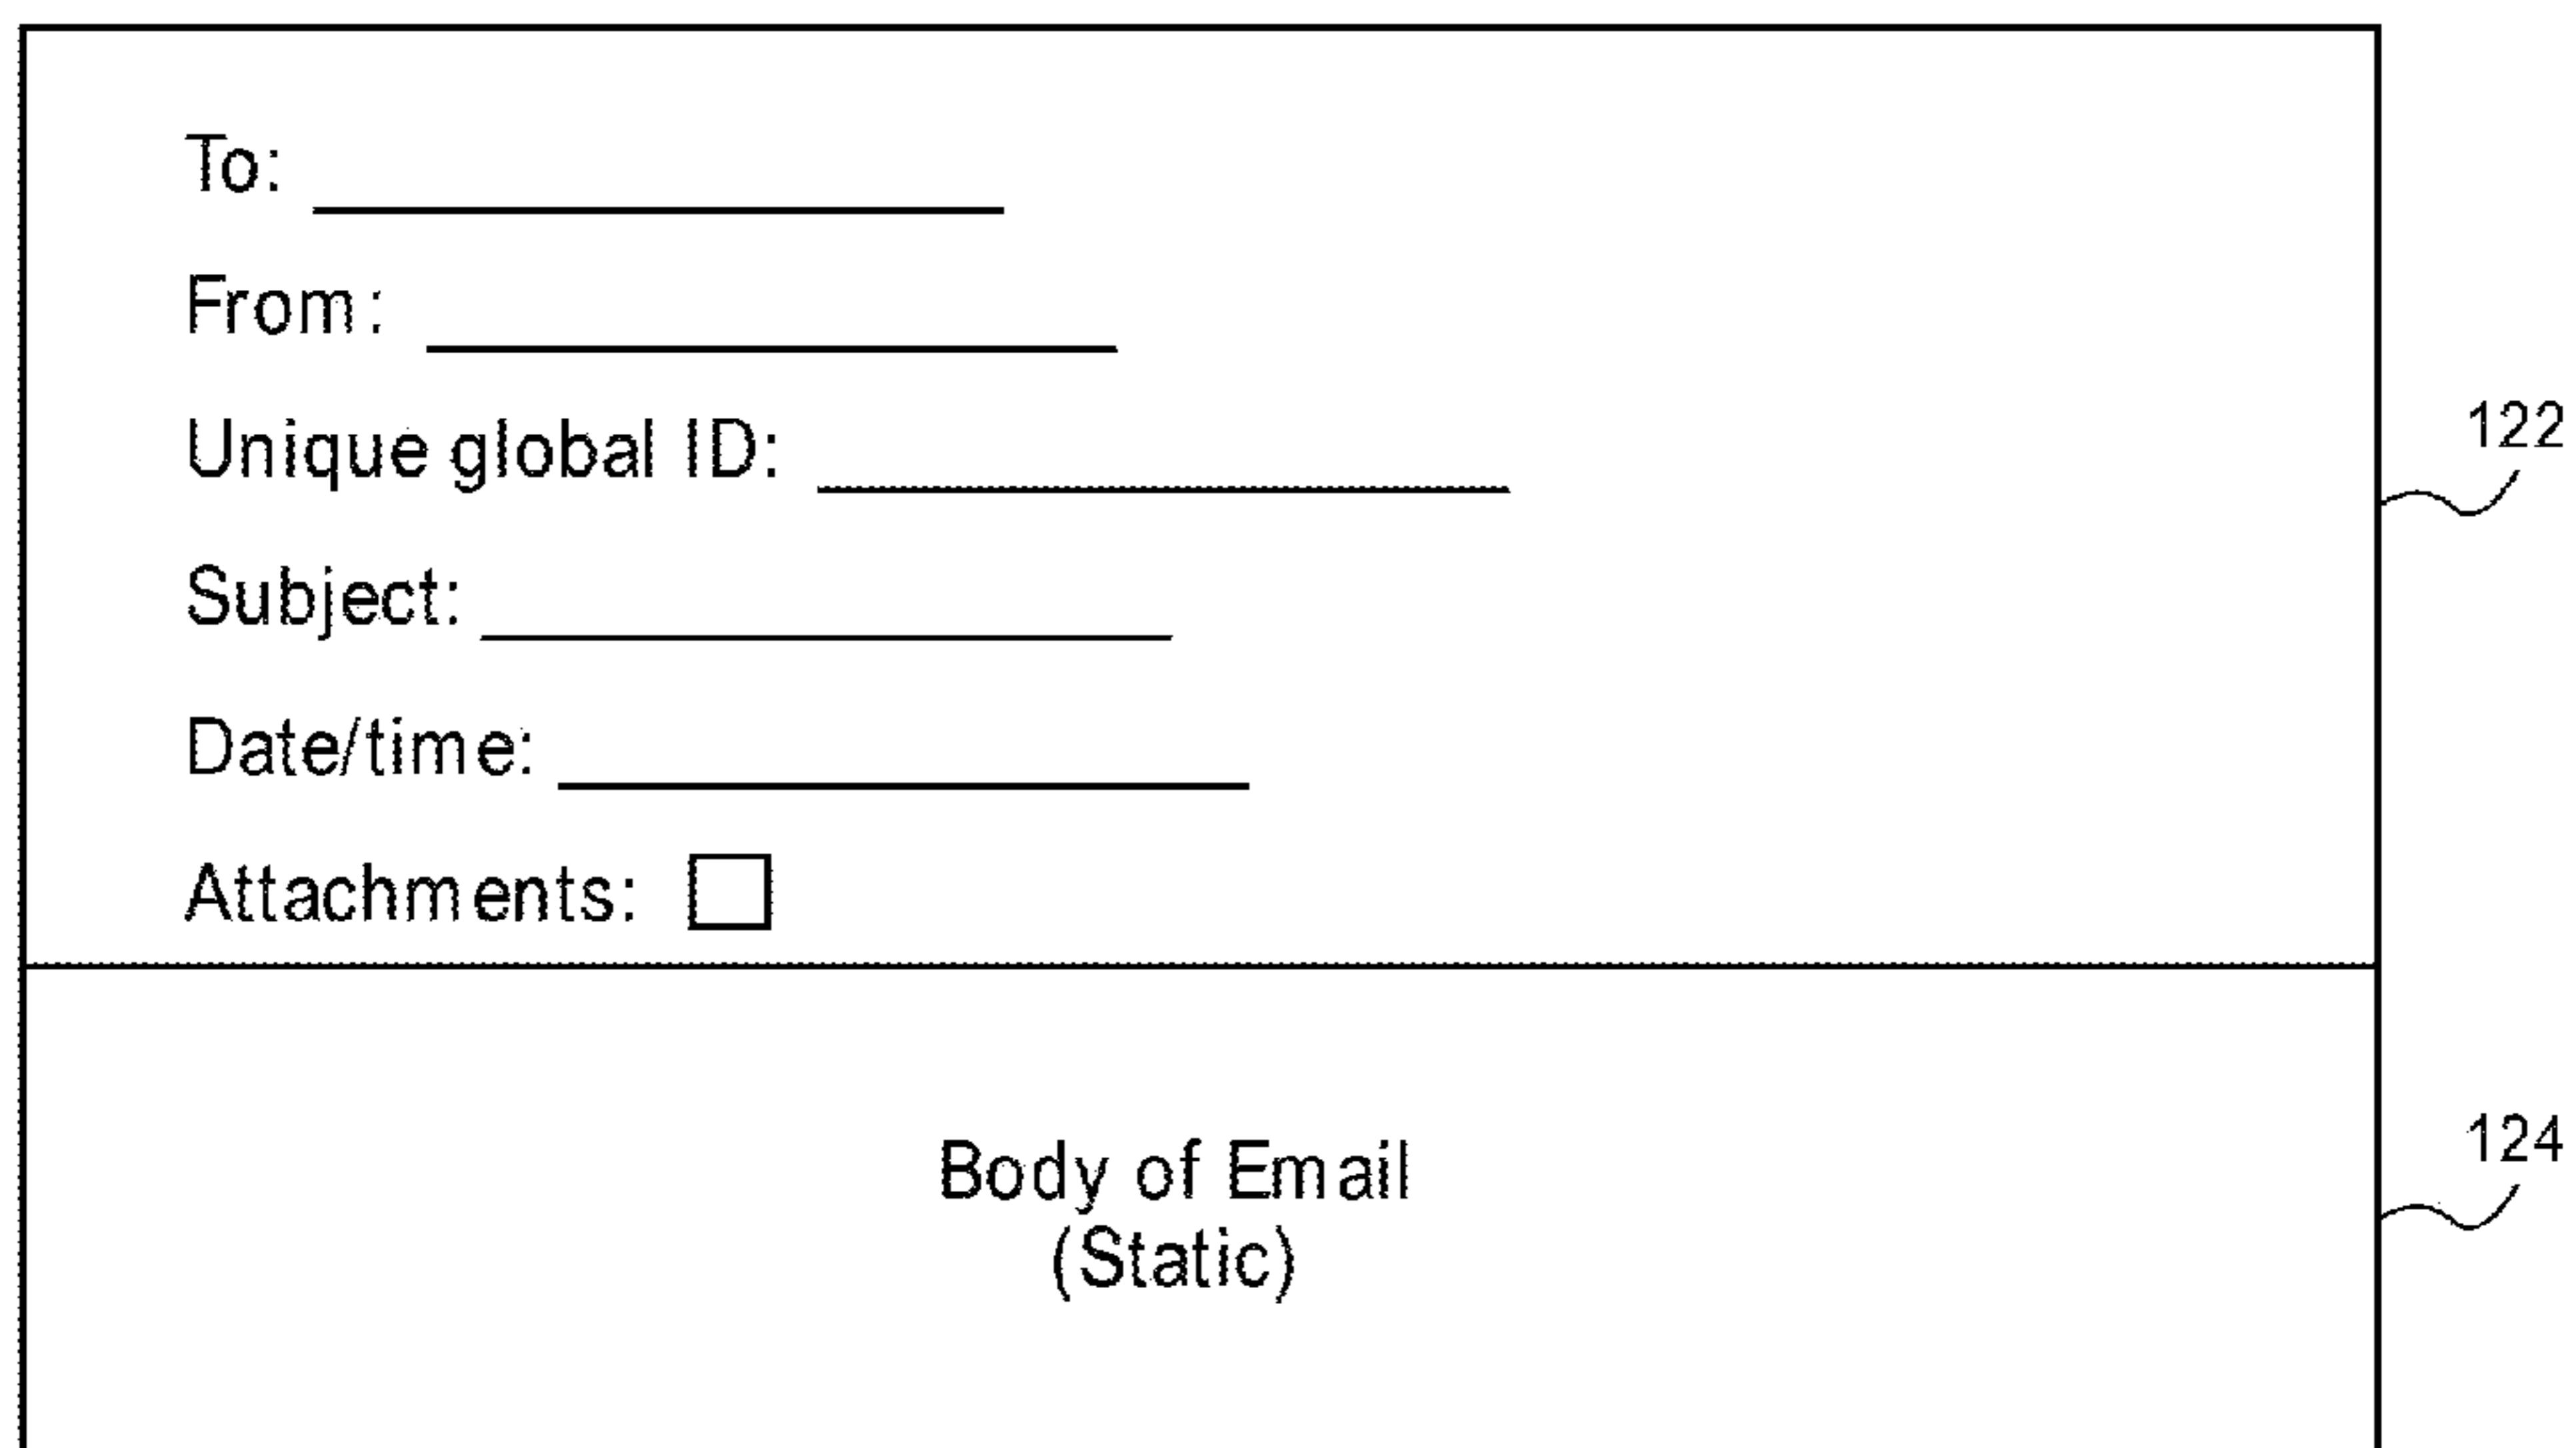 To:
From:
Unique global ID:
122
Subject:
Date/time:
Attachments:
124
Body of Email
(Static)